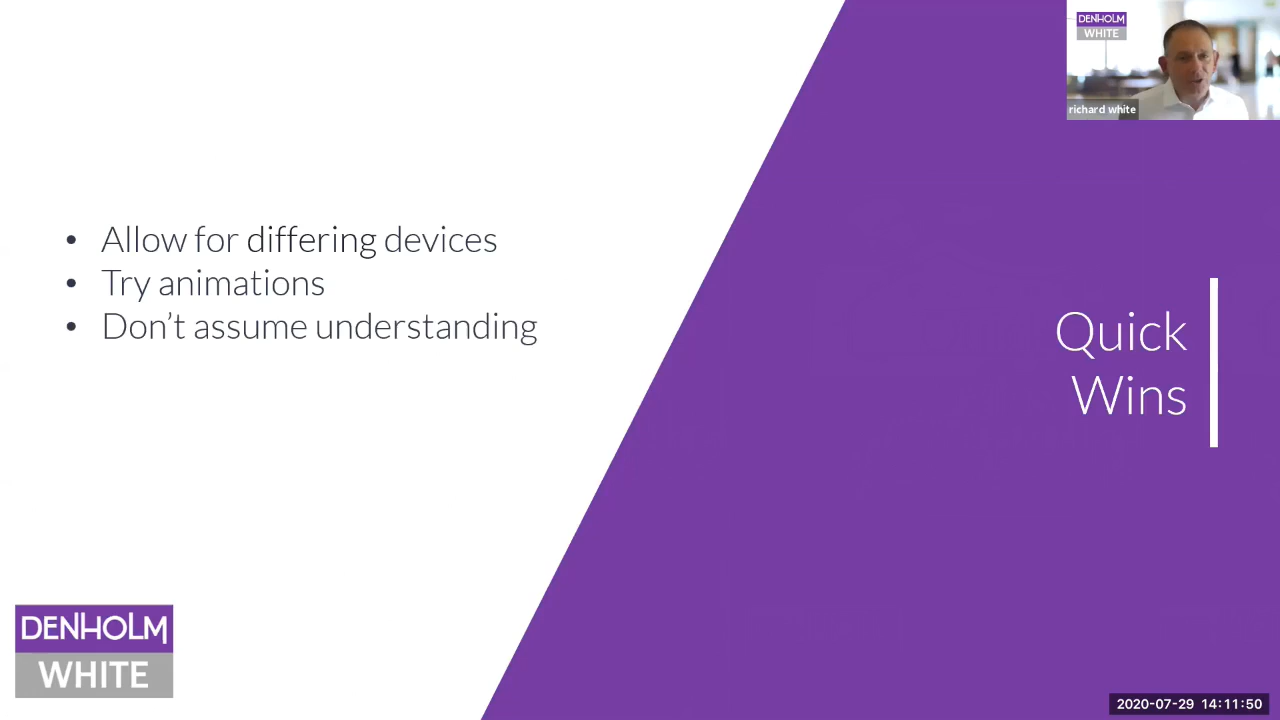 DENHOLM
WHITE
richard white
• Allow for differing devices
• Try animations
• Don’t assume understanding
Quick
Wins
DENHOLM
WHITE
2020-07-29 14:11:50